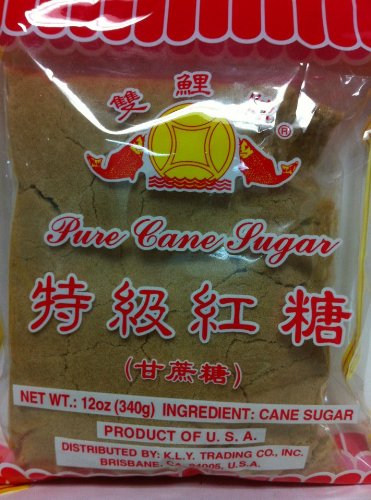 雙鯉
®
Pure Cane Sugar
特級紅糖
(甘蔗糖)
NET WT.: 12oz (340g) INGREDIENT: CANE SUGAR
PRODUCT OF U. S. A.
DISTRIBUTED BY: K.L.Y. TRADING CO., INC.
BRISBANE, CA. 94005, U.S.A.